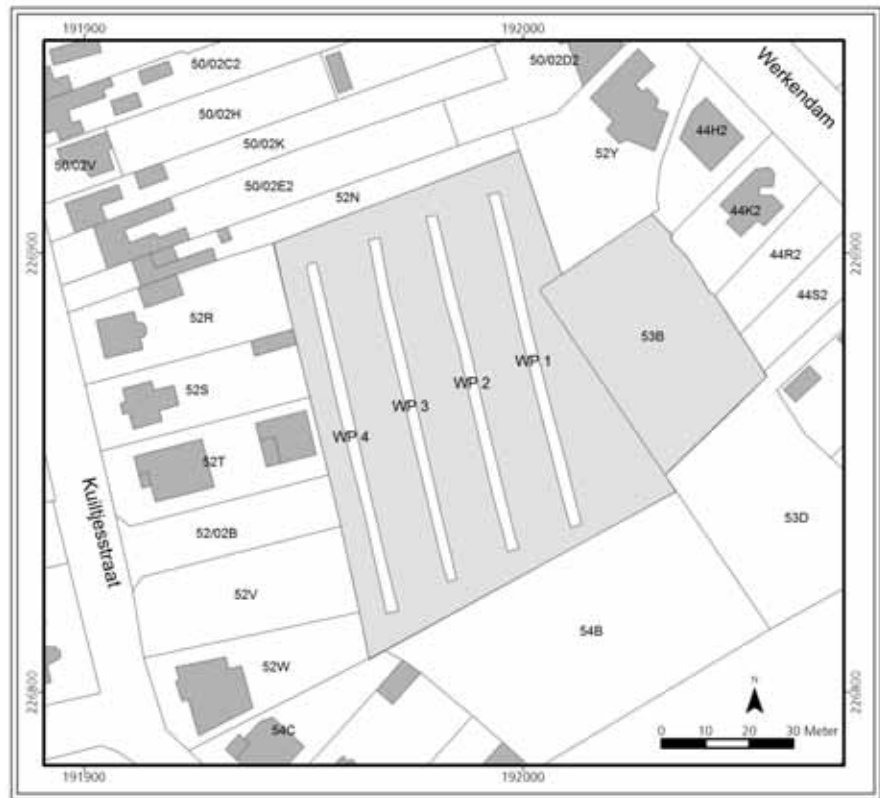 191900
192000
50/02C2
50/02D2
Werkendam
50/02H
44H2
50/02K
52Y
50/02V
50/02E2
52N
44K2
226900
226900
44R2
44S2
52R
53B
WP 1
WP 2
52S
WP 3
WP 4
52T
Kuiltjesstraat
53D
52/02B
52V
54B
52W
N
226800
226800
54C
0 10 20 30 Meter
191900
192000